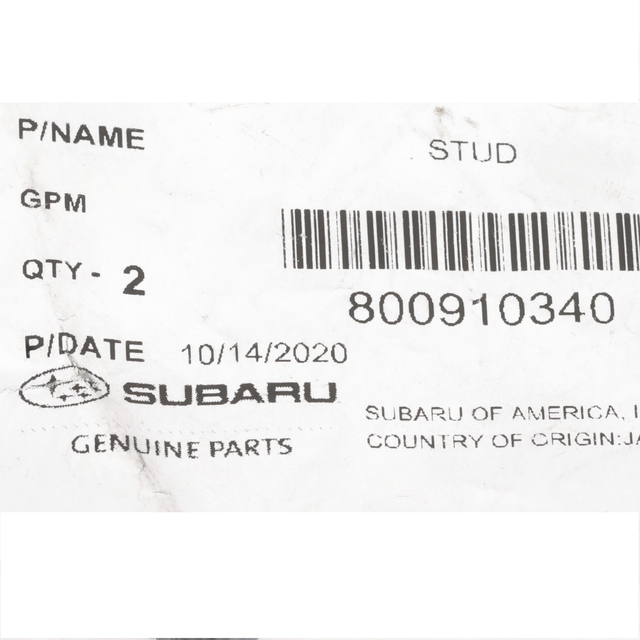 P/NAME STUD
GPM
QTY - 2
800910340
P/DATE 10/14/2020
SUBARU
GENUINE PARTS
SUBARU OF AMERICA,
COUNTRY OF ORIGIN: